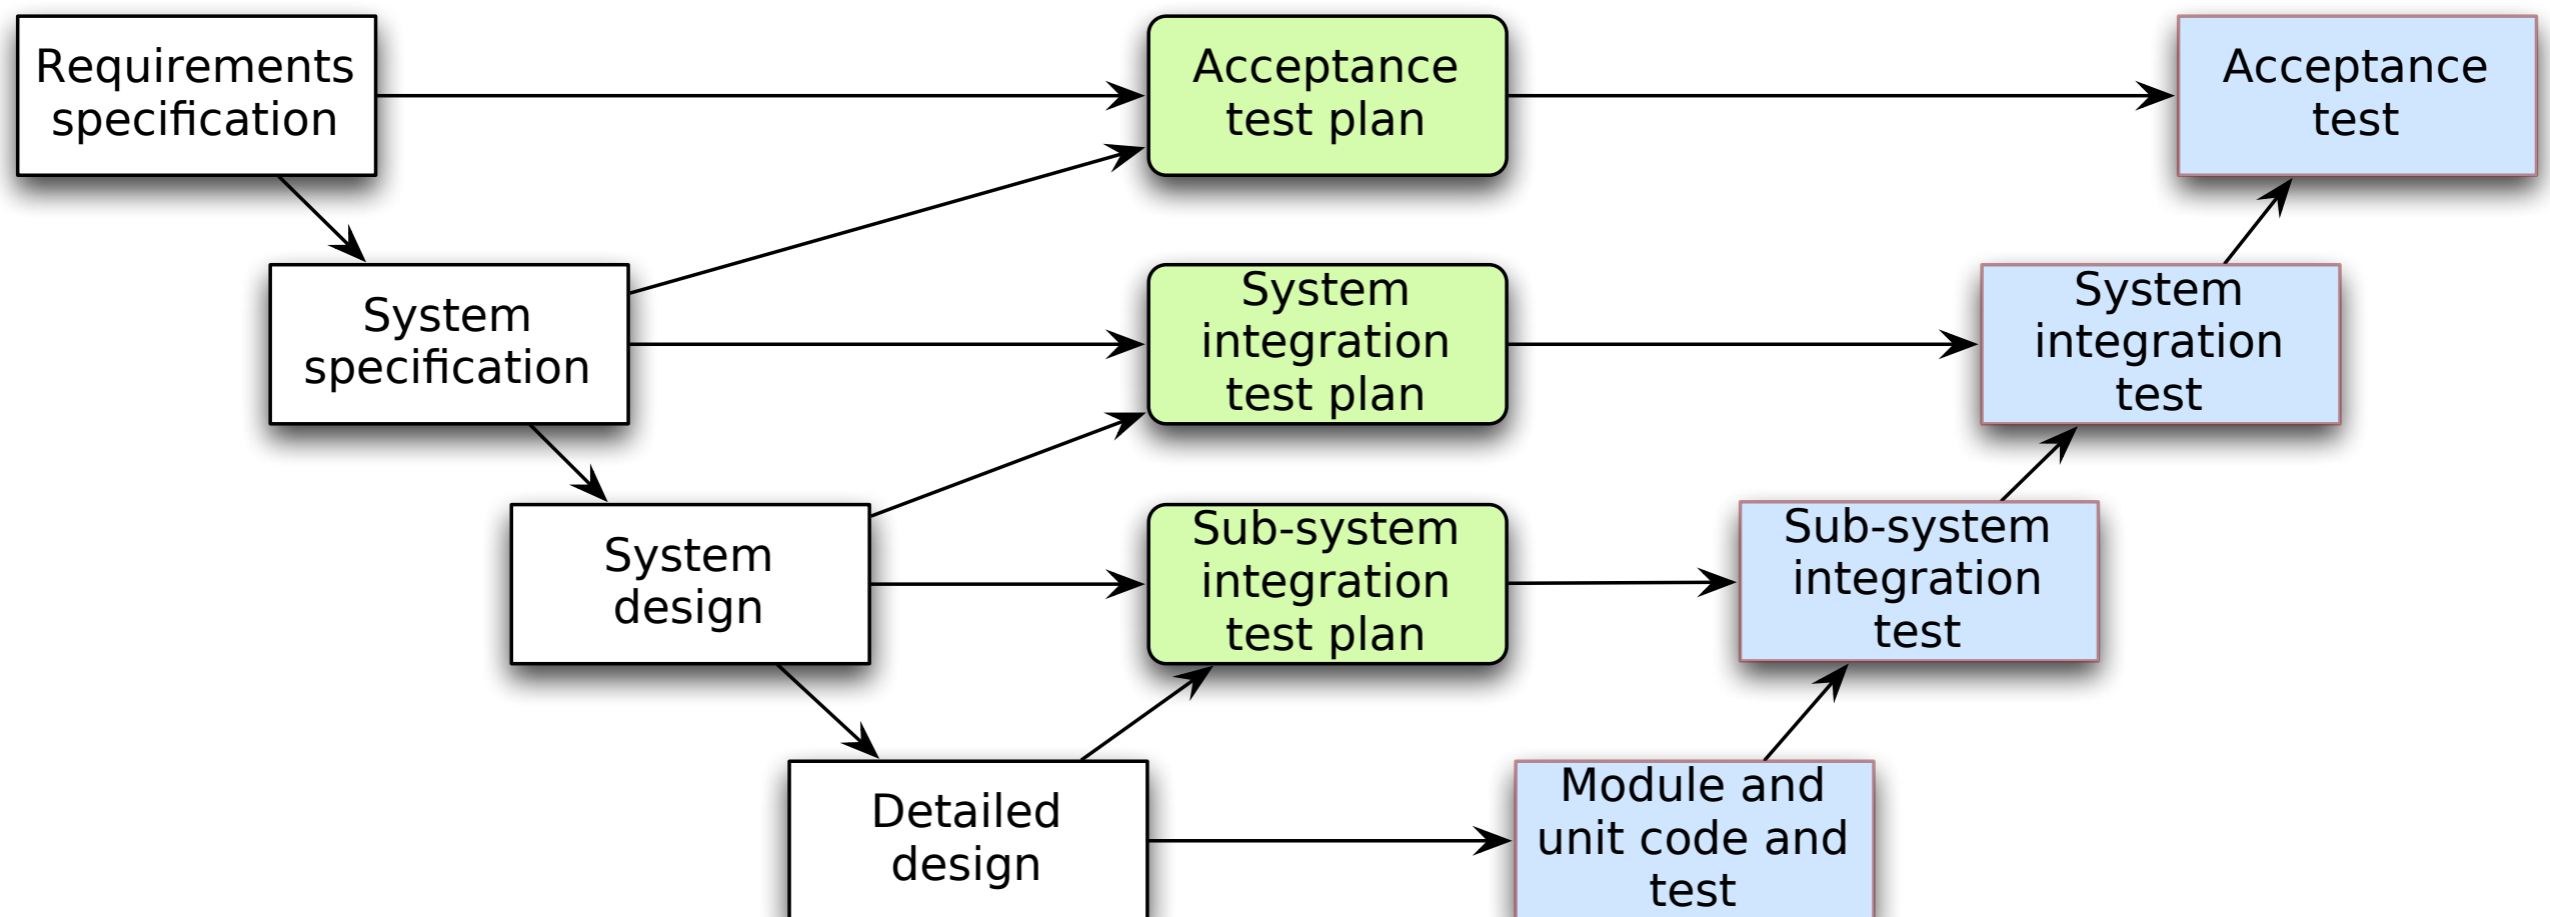 Requirements
specification
Acceptance
test plan
Acceptance
test
System
specification
System
integration
test plan
System
integration
test
System
design
Sub-system
integration
test plan
Sub-system
integration
test
Detailed
design
Module and
unit code and
test